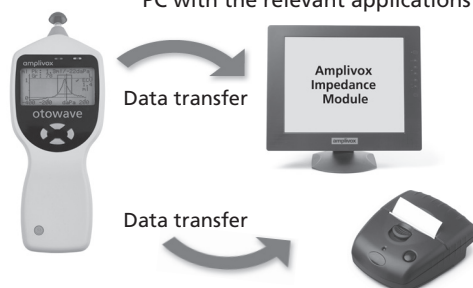 PC with the relevant applications
amplivox
otowave
Data transfer
Amplivox
Impedance
Module
amplivox
Data transfer